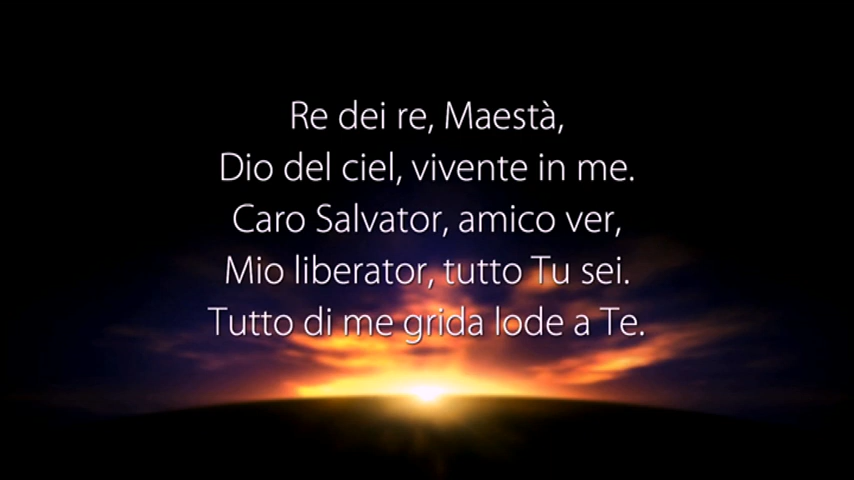 Re dei re, Maestà,
Dio del ciel, vivente in me.
Caro Salvator, amico ver,
Mio liberator, tutto Tu sei.
Tutto di me grida lode a Te.